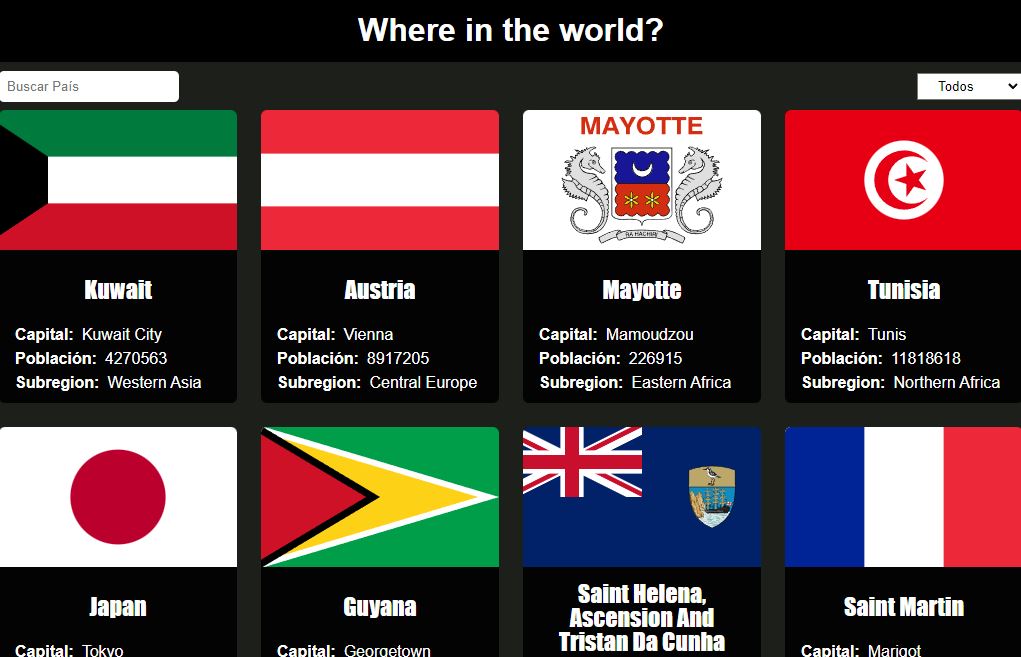 Where in the world?
Buscar País
Todos
MAYOTTE
RA HACHIRI
Kuwait
Capital: Kuwait City
Población: 4270563
Subregion: Western Asia
Austria
Capital: Vienna
Población: 8917205
Subregion: Central Europe
Mayotte
Capital: Mamoudzou
Población: 226915
Subregion: Eastern Africa
Tunisia
Capital: Tunis
Población: 11818618
Subregion: Northern Africa
Japan
Capital: Tokyo
Guyana
Capital: Georgetown
Saint Helena,
Ascension And
Tristan Da Cunha
Saint Martin
Capital: Marigot